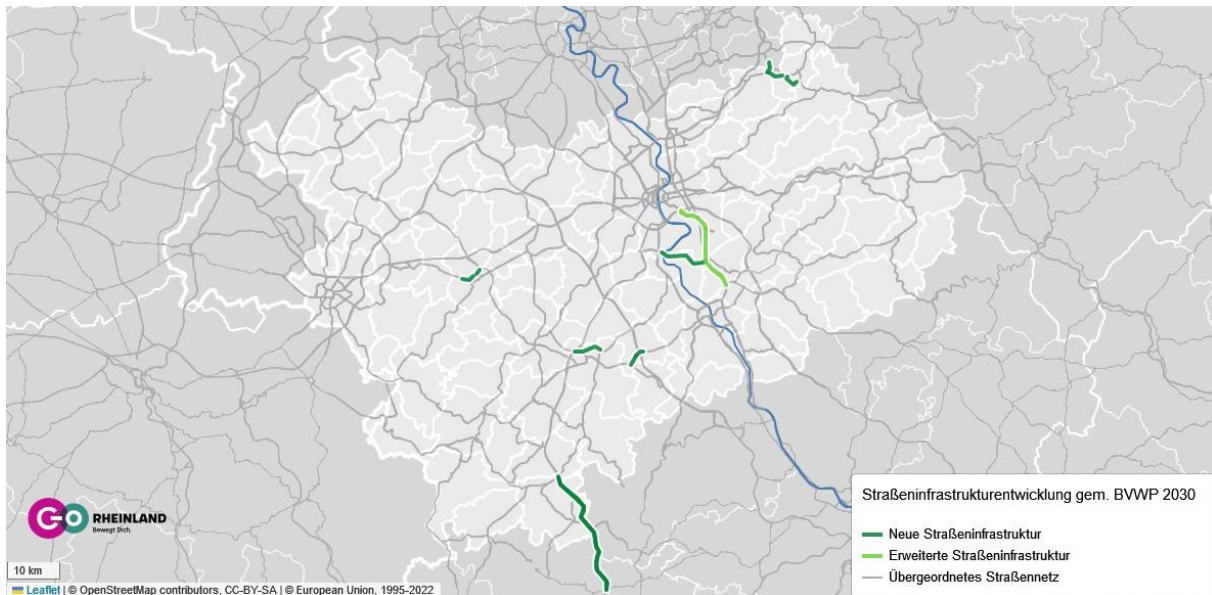 Straßeninfrastrukturentwicklung gem. BVWP 2030
Neue Straßeninfrastruktur
Erweiterte Straßeninfrastruktur
Übergeordnetes Straßennetz
GO RHEINLAND
Bewegt Dich.
10 km
Leaflet | © OpenStreetMap contributors, CC-BY-SA | © European Union, 1995-2022